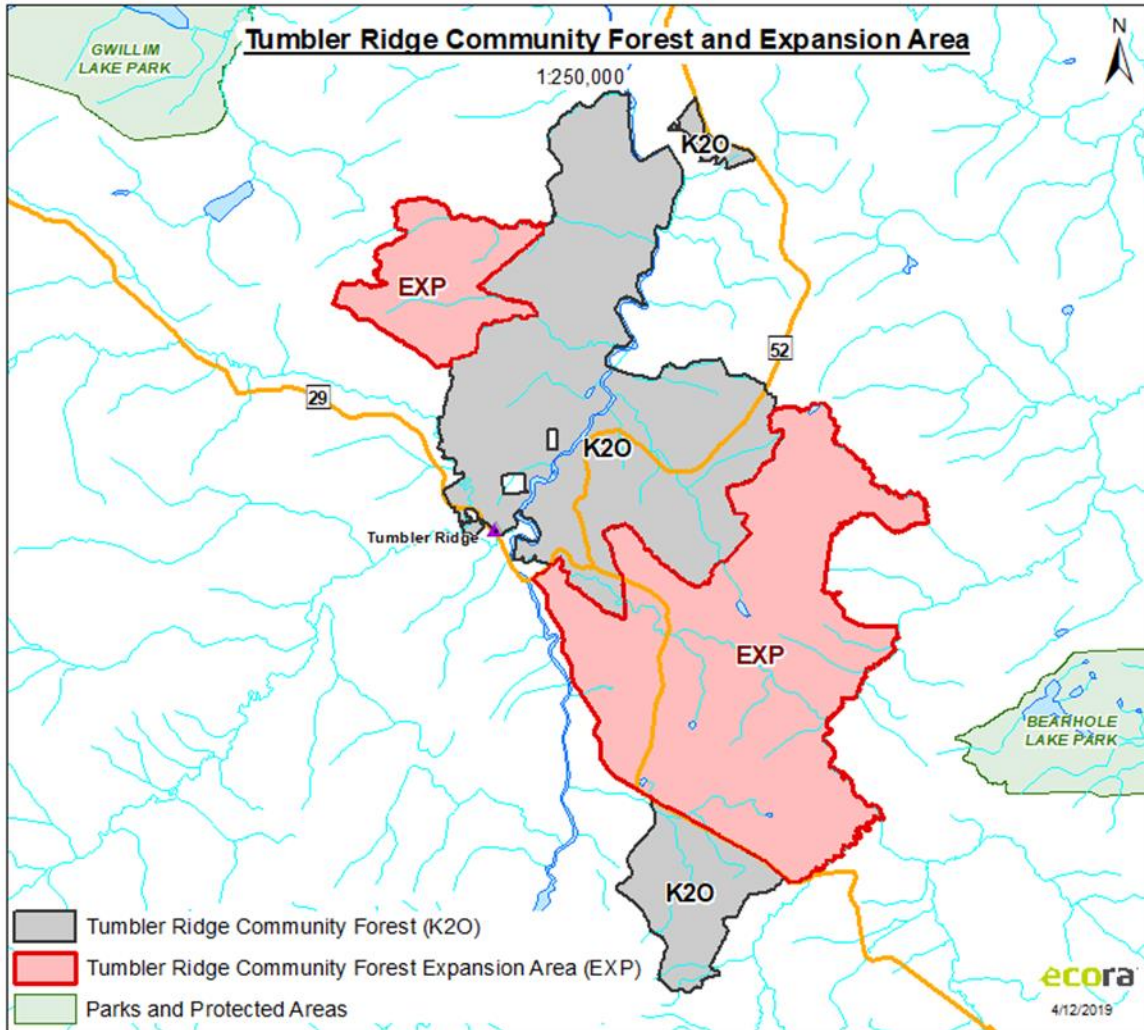 Tumbler Ridge Community Forest and Expansion Area
N
GWILLIM
LAKE PARK
1:250,000
K2O
EXP
52
29
K2O
Tumbler Ridge
EXP
BEARHOLE
LAKE PARK
K2O
Tumbler Ridge Community Forest (K2O)
Tumbler Ridge Community Forest Expansion Area (EXP)
Parks and Protected Areas
ecora
4/12/2019